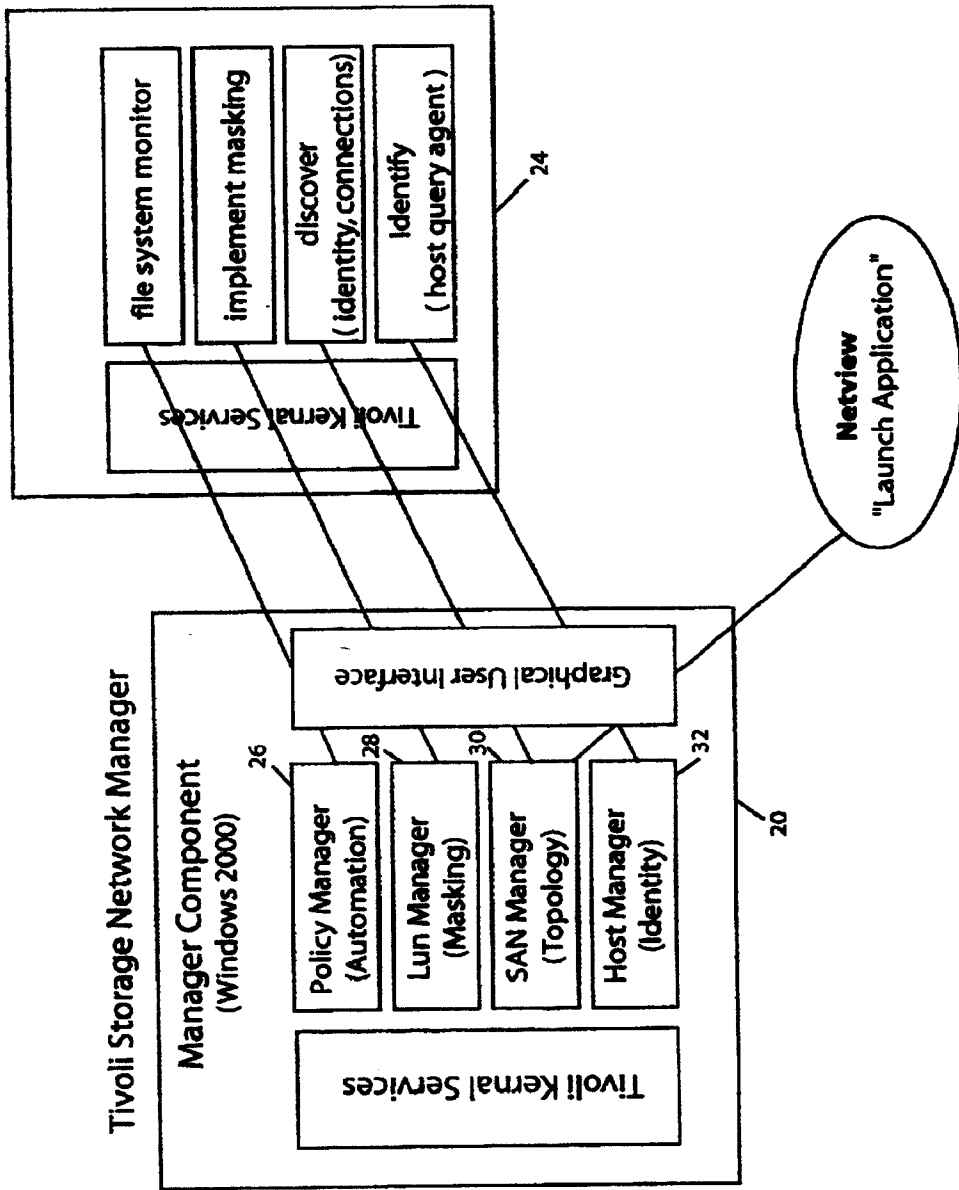 Tivoli Storage Network Manager
Manager Component
(Windows 2000)
Tivoli Kernal Services
Policy Manager
(Automation)
26
Lun Manager
(Masking)
28
SAN Manager
(Topology)
30
Host Manager
(Identity)
32
Graphical User Interface
20
Tivoli Kernal Services
file system monitor
implement masking
discover
(identity, connections)
Identify
(host query agent)
24
Netview
"Launch Application"